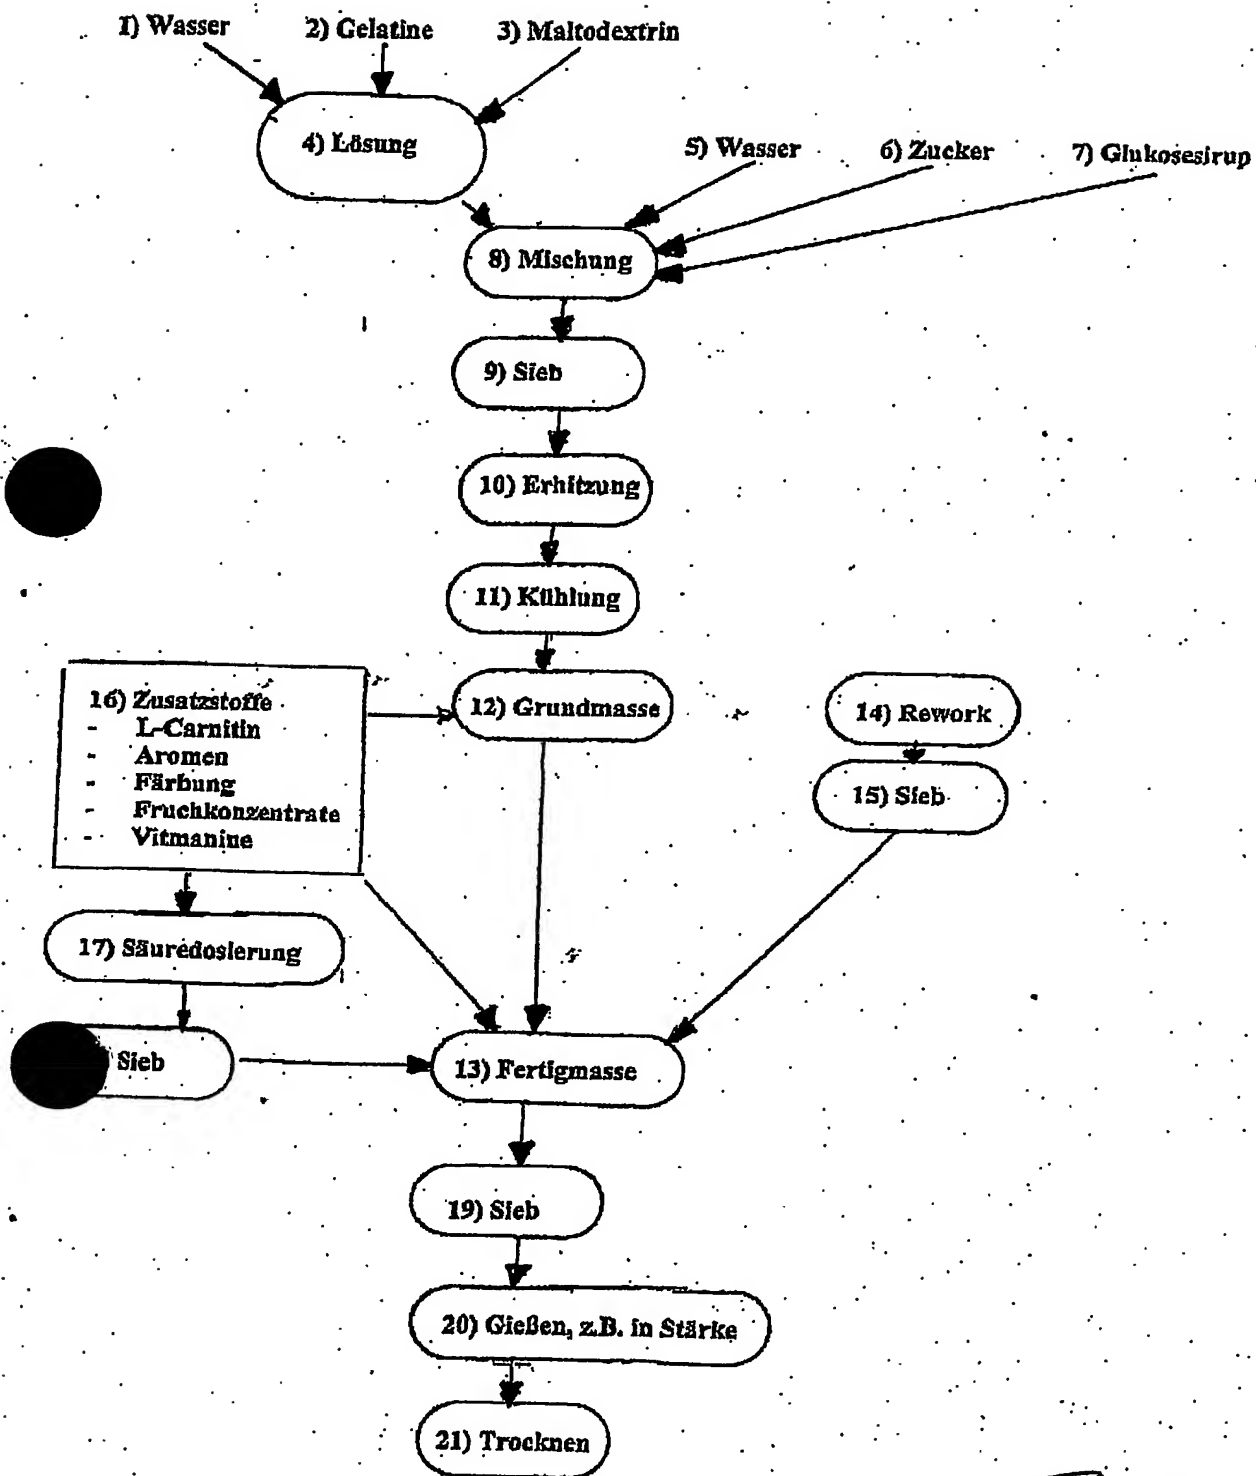 1) Wasser
2) Gelatine
3) Maltodextrin
4) Lösung
5) Wasser
6) Zucker
7) Glukosesirup
8) Mischung
9) Sieb
10) Erhitzung
11) Kühlung
12) Grundmasse
14) Rework
15) Sieb
16) Zusatzstoffe
- L-Carnitin
- Aromen
- Färbung
- Fruchkonzentrate
- Vitmanine
17) Säuredosierung
Sieb
13) Fertigmasse
19) Sieb
20) Gießen, z.B. in Stärke
21) Trocknen